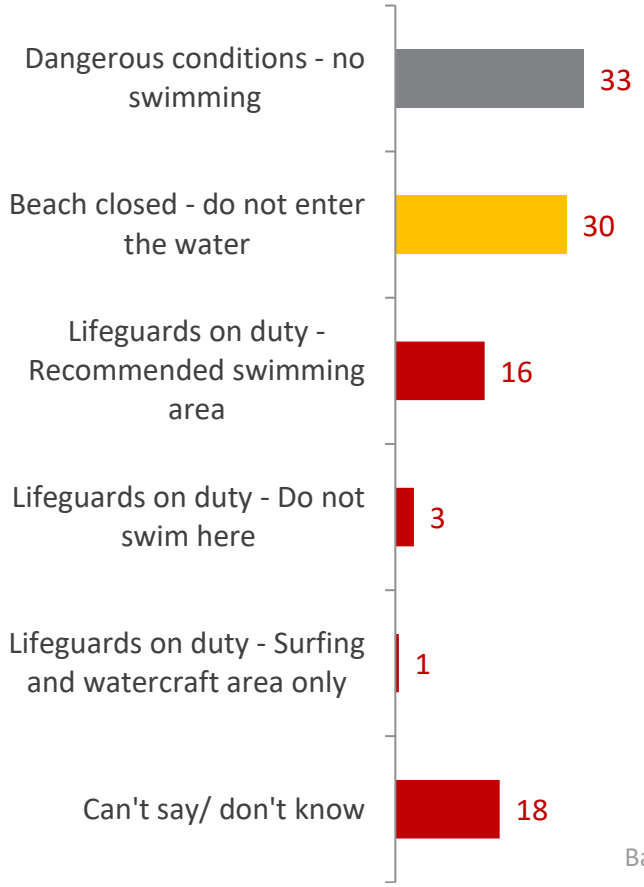 Dangerous conditions - no
swimming
33
Beach closed - do not enter
the water
30
Lifeguards on duty -
Recommended swimming
area
16
Lifeguards on duty - Do not
swim here
3
Lifeguards on duty - Surfing
and watercraft area only
1
Can't say/ don't know
18
Ba